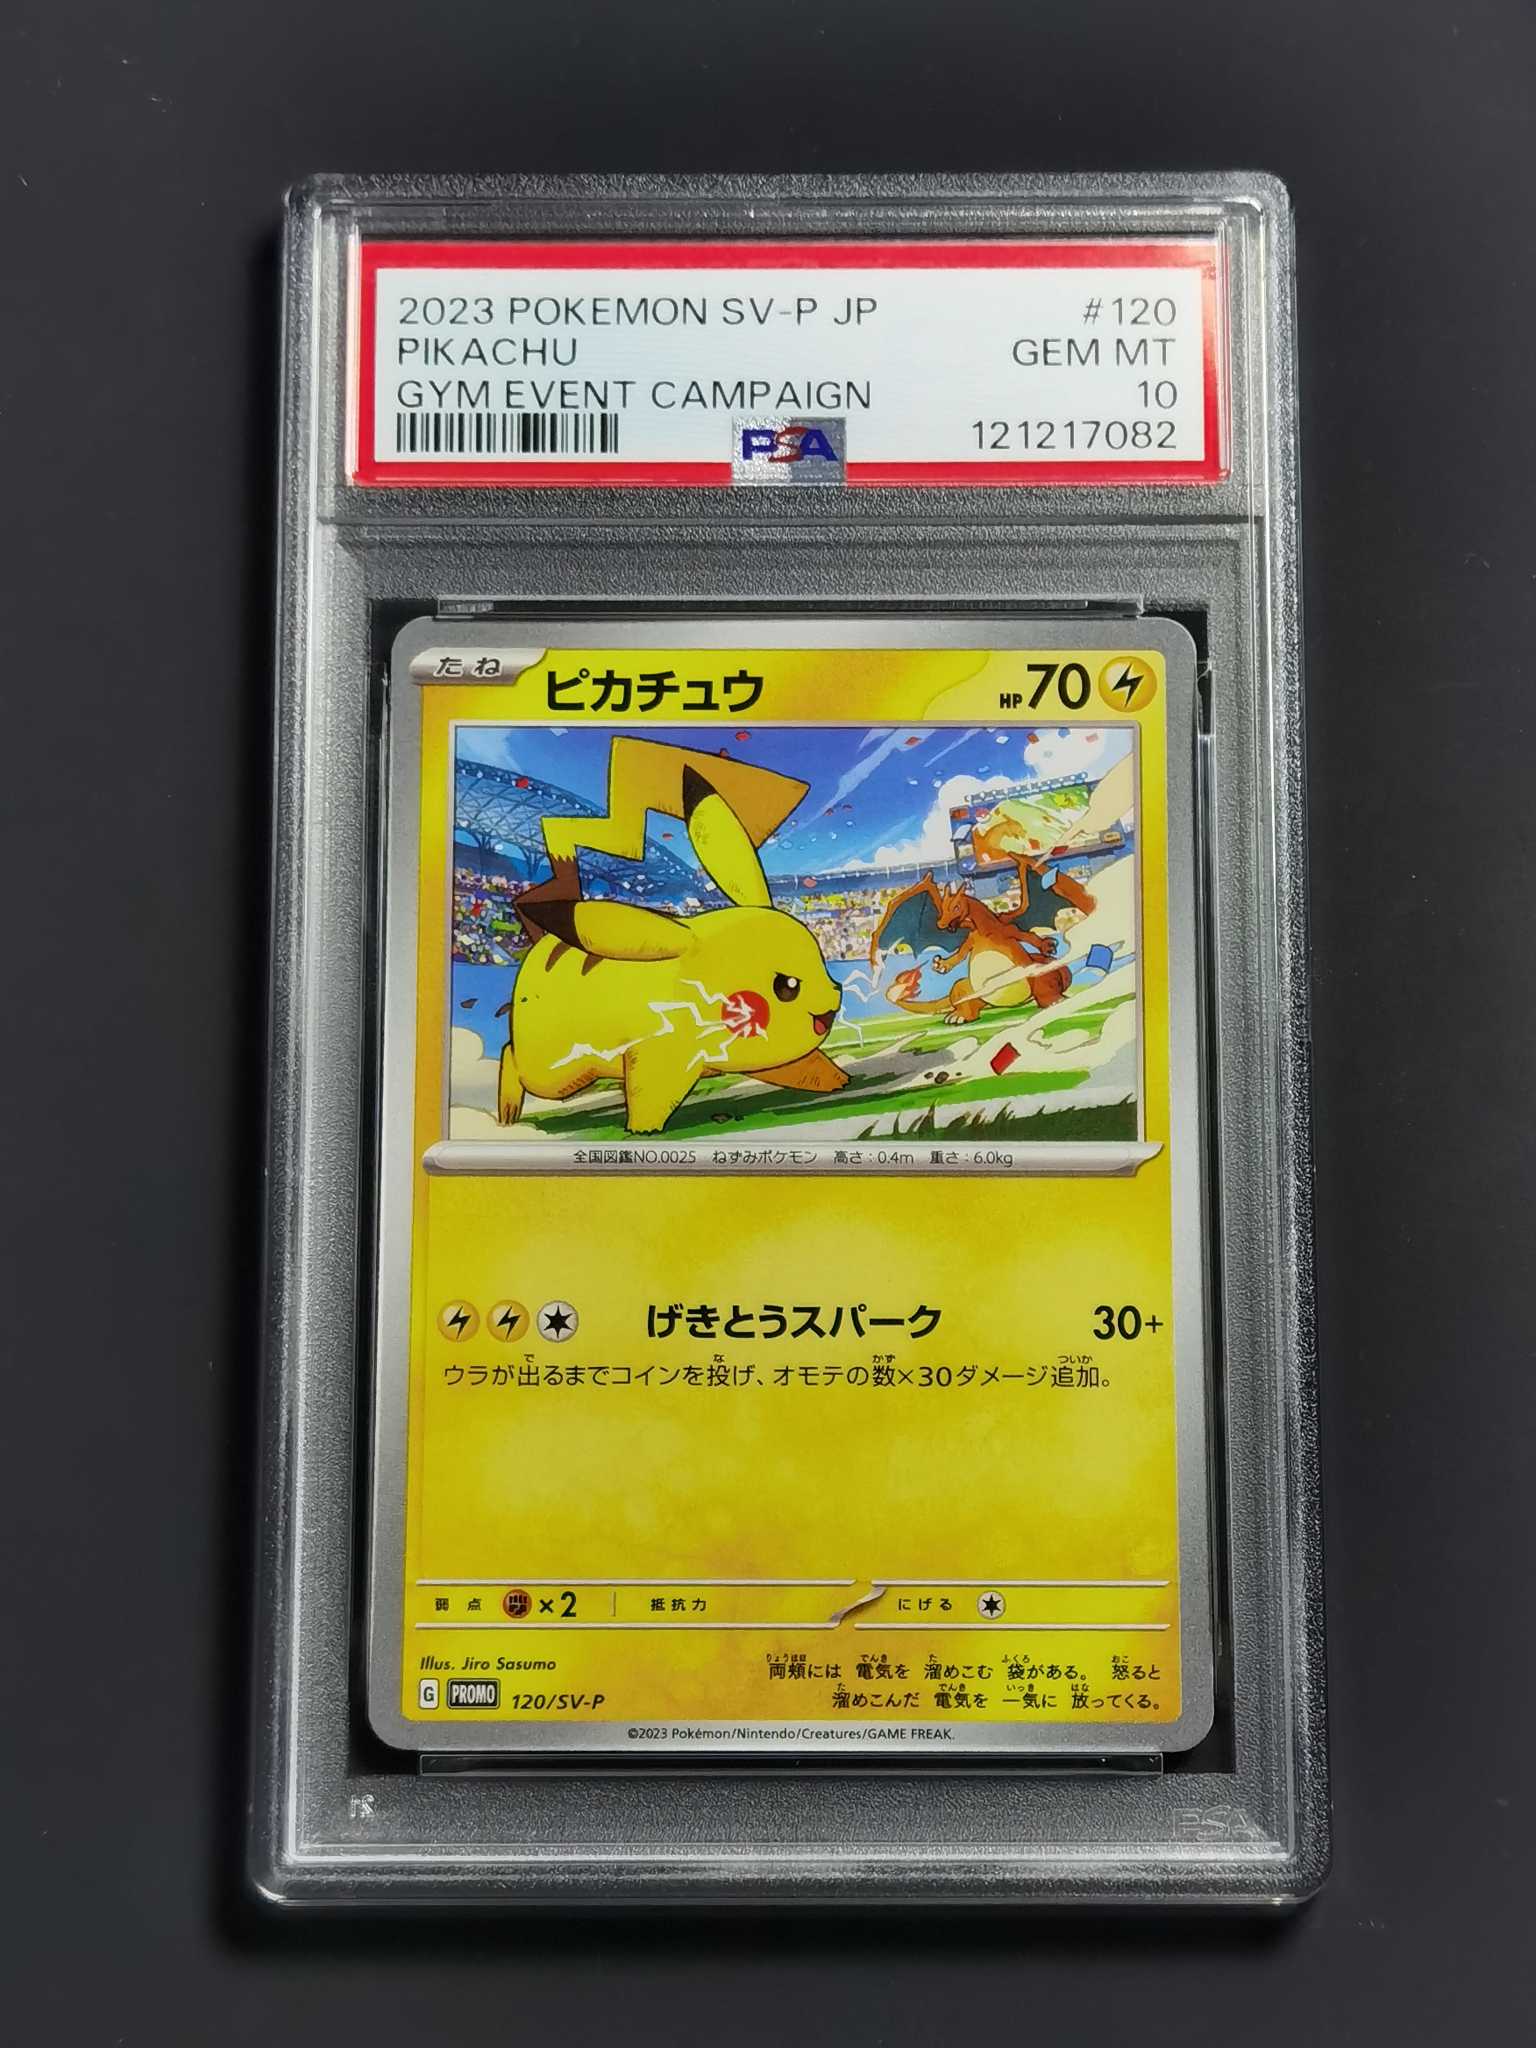 2023 POKEMON SV-P JP #120
PIKACHU GEM MT
GYM EVENT CAMPAIGN 10
PSA 121217082
たね ピカチュウ HP70
全国図鑑NO.0025 ねずみポケモン 高さ:0.4m 重さ:6.0kg
げきとうスパーク 30+
ウラが出るまでコインを投げ、オモテの数×30ダメージ追加。
弱点 ×2 抵抗力 にげる
Illus. Jiro Sasumo
両頬には 電気を 溜めこむ 袋がある。 怒ると
溜めこんだ 電気を 一気に 放ってくる。
G PROMO 120/SV-P
©2023 Pokémon/Nintendo/Creatures/GAME FREAK.
PSA